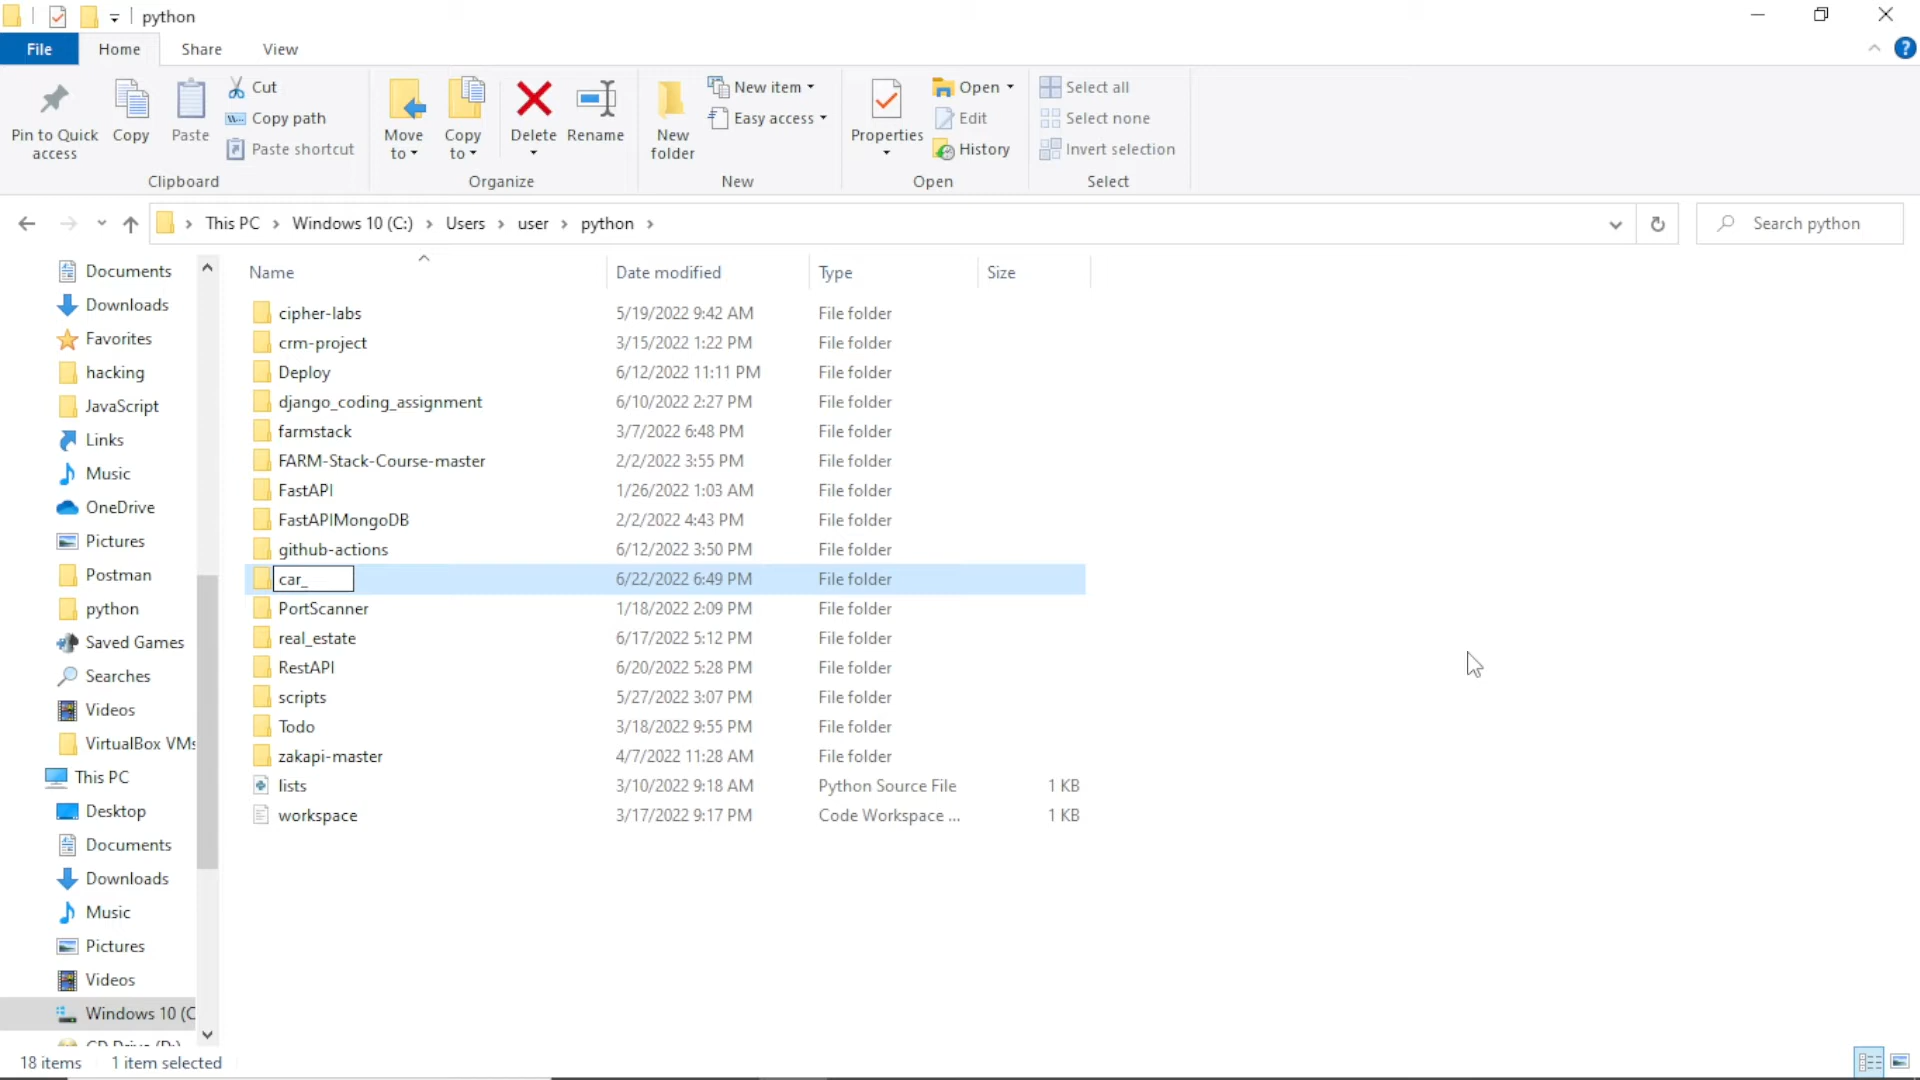 python
File Home Share View
Pin to Quick access
Copy
Paste
Cut
Copy path
Paste shortcut
Clipboard
Move to
Copy to
Delete
Rename
Organize
New folder
New item
Easy access
New
Properties
Open
Edit
History
Open
Select all
Select none
Invert selection
Select
This PC › Windows 10 (C:) › Users › user › python ›
Search python
Documents
Downloads
Favorites
hacking
JavaScript
Links
Music
OneDrive
Pictures
Postman
python
Saved Games
Searches
Videos
VirtualBox VMs
This PC
Desktop
Documents
Downloads
Music
Pictures
Videos
Windows 10 (C
CD Drive (D:)
Name Date modified Type Size
cipher-labs 5/19/2022 9:42 AM File folder
crm-project 3/15/2022 1:22 PM File folder
Deploy 6/12/2022 11:11 PM File folder
django_coding_assignment 6/10/2022 2:27 PM File folder
farmstack 3/7/2022 6:48 PM File folder
FARM-Stack-Course-master 2/2/2022 3:55 PM File folder
FastAPI 1/26/2022 1:03 AM File folder
FastAPIMongoDB 2/2/2022 4:43 PM File folder
github-actions 6/12/2022 3:50 PM File folder
car_ 6/22/2022 6:49 PM File folder
PortScanner 1/18/2022 2:09 PM File folder
real_estate 6/17/2022 5:12 PM File folder
RestAPI 6/20/2022 5:28 PM File folder
scripts 5/27/2022 3:07 PM File folder
Todo 3/18/2022 9:55 PM File folder
zakapi-master 4/7/2022 11:28 AM File folder
lists 3/10/2022 9:18 AM Python Source File 1 KB
workspace 3/17/2022 9:17 PM Code Workspace ... 1 KB
18 items 1 item selected